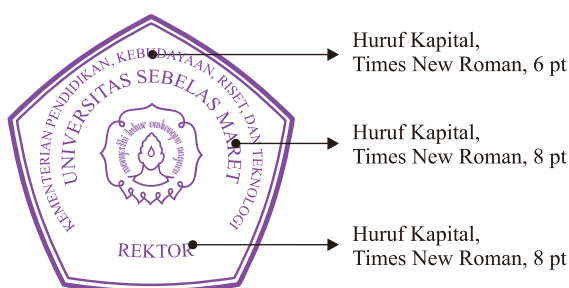 KEMENTERIAN PENDIDIKAN, KEBUDAYAAN, RISET, DAN TEKNOLOGI
UNIVERSITAS SEBELAS MARET
REKTOR
Huruf Kapital,
Times New Roman, 6 pt
Huruf Kapital,
Times New Roman, 8 pt
Huruf Kapital,
Times New Roman, 8 pt